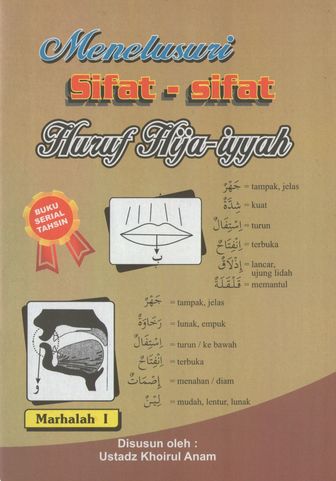 Menelusuri
Sifat - sifat
Huruf Hija-iyyah
BUKU
SERIAL
TAHSIN
ب
جَهْرٌ = tampak, jelas
شِدَّةٌ = kuat
اِسْتِفَالٌ = turun
اِنْفِتَاحٌ = terbuka
اِذْلَاقٌ = lancar,
ujung lidah
قَلْقَلَةٌ = memantul
و
جَهْرٌ = tampak, jelas
رَخَاوَةٌ = lunak, empuk
اِسْتِفَالٌ = turun / ke bawah
اِنْفِتَاحٌ = terbuka
اِصْمَاتٌ = menahan / diam
لِيْنٌ = mudah, lentur, lunak
Marhalah I
Disusun oleh :
Ustadz Khoirul Anam